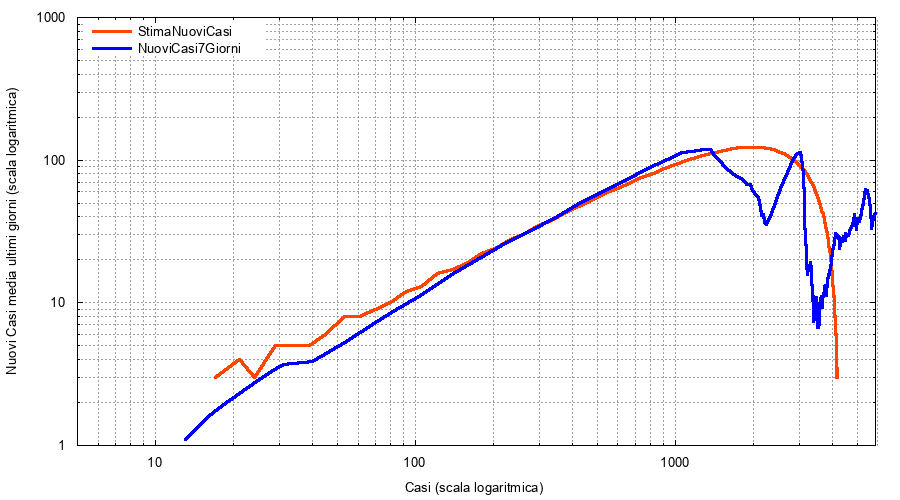 StimaNuoviCasi
NuoviCasi7Giorni
1000
100
10
1
10
100
1000
Nuovi Casi media ultimi giorni (scala logaritmica)
Casi (scala logaritmica)